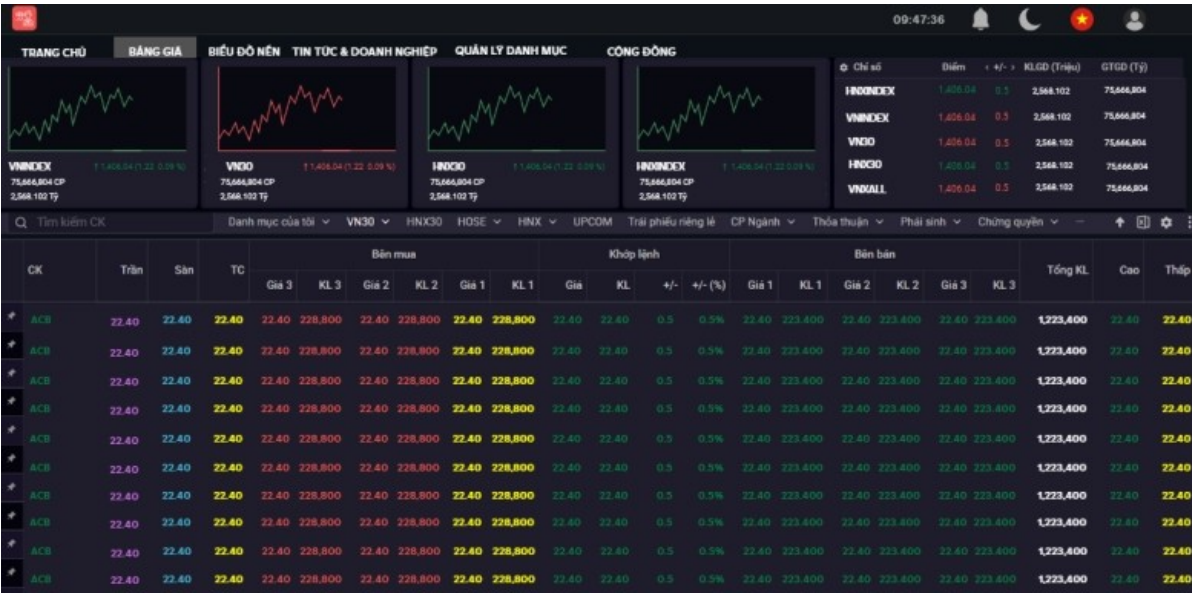 09:47:36
TRANG CHỦ BẢNG GIÁ BIỂU ĐỒ NẾN TIN TỨC & DOANH NGHIỆP QUẢN LÝ DANH MỤC CỘNG ĐỒNG
Chỉ số Điểm ‹ +/- › KLGD (Triệu) GTGD (Tỷ)
HNXINDEX 1,406.04 0.5 2,568.102 75,666,804
VNINDEX 1,406.04 0.5 2,568.102 75,666,804
VN30 1,406.04 0.5 2,568.102 75,666,804
HNX30 1,406.04 0.5 2,568.102 75,666,804
VNXALL 1,406.04 0.5 2,568.102 75,666,804
VNINDEX ↑ 1,406.04 (1.22 0.09 %)
75,666,804 CP
2,568.102 Tỷ
VN30 ↑ 1,406.04 (1.22 0.09 %)
75,666,804 CP
2,568.102 Tỷ
HNX30 ↑ 1,406.04 (1.22 0.09 %)
75,666,804 CP
2,568.102 Tỷ
HNXINDEX ↑ 1,406.04 (1.22 0.09 %)
75,666,804 CP
2,568.102 Tỷ
Tìm kiếm CK Danh mục của tôi VN30 HNX30 HOSE HNX UPCOM Trái phiếu riêng lẻ CP Ngành Thỏa thuận Phái sinh Chứng quyền
CK Trần Sàn TC Bên mua Khớp lệnh Bên bán Tổng KL Cao Thấp
Giá 3 KL 3 Giá 2 KL 2 Giá 1 KL 1 Giá KL +/- +/- (%) Giá 1 KL 1 Giá 2 KL 2 Giá 3 KL 3
ACB 22.40 22.40 22.40 22.40 228,800 22.40 228,800 22.40 228,800 22.40 22.40 0.5 0.5% 22.40 223.400 22.40 223.400 22.40 223.400 1,223,400 22.40 22.40
ACB 22.40 22.40 22.40 22.40 228,800 22.40 228,800 22.40 228,800 22.40 22.40 0.5 0.5% 22.40 223.400 22.40 223.400 22.40 223.400 1,223,400 22.40 22.40
ACB 22.40 22.40 22.40 22.40 228,800 22.40 228,800 22.40 228,800 22.40 22.40 0.5 0.5% 22.40 223.400 22.40 223.400 22.40 223.400 1,223,400 22.40 22.40
ACB 22.40 22.40 22.40 22.40 228,800 22.40 228,800 22.40 228,800 22.40 22.40 0.5 0.5% 22.40 223.400 22.40 223.400 22.40 223.400 1,223,400 22.40 22.40
ACB 22.40 22.40 22.40 22.40 228,800 22.40 228,800 22.40 228,800 22.40 22.40 0.5 0.5% 22.40 223.400 22.40 223.400 22.40 223.400 1,223,400 22.40 22.40
ACB 22.40 22.40 22.40 22.40 228,800 22.40 228,800 22.40 228,800 22.40 22.40 0.5 0.5% 22.40 223.400 22.40 223.400 22.40 223.400 1,223,400 22.40 22.40
ACB 22.40 22.40 22.40 22.40 228,800 22.40 228,800 22.40 228,800 22.40 22.40 0.5 0.5% 22.40 223.400 22.40 223.400 22.40 223.400 1,223,400 22.40 22.40
ACB 22.40 22.40 22.40 22.40 228,800 22.40 228,800 22.40 228,800 22.40 22.40 0.5 0.5% 22.40 223.400 22.40 223.400 22.40 223.400 1,223,400 22.40 22.40
ACB 22.40 22.40 22.40 22.40 228,800 22.40 228,800 22.40 228,800 22.40 22.40 0.5 0.5% 22.40 223.400 22.40 223.400 22.40 223.400 1,223,400 22.40 22.40
ACB 22.40 22.40 22.40 22.40 228,800 22.40 228,800 22.40 228,800 22.40 22.40 0.5 0.5% 22.40 223.400 22.40 223.400 22.40 223.400 1,223,400 22.40 22.40